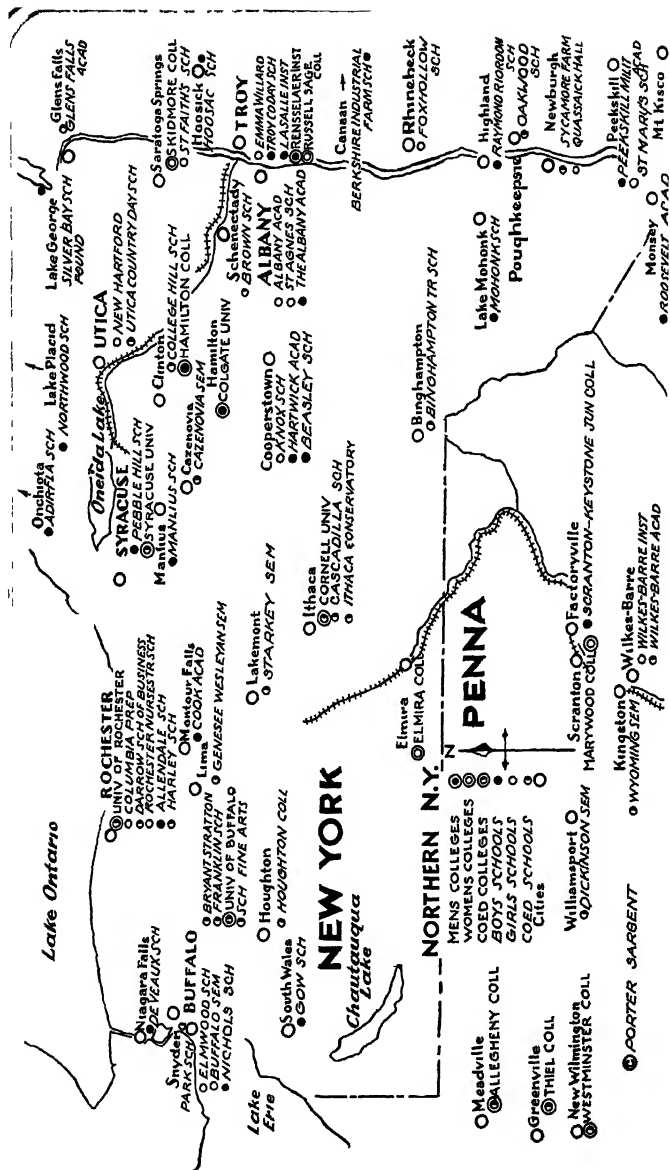 Lake Ontario
Niagara Falls
DEVEAUX SCH
Snyder
PARK SCH
BUFFALO
ELMWOOD SCH
BUFFALO SEM
NICHOLS SCH
Lake
Erie
South Wales
GOW SCH
Chautauqua
Lake
ROCHESTER
UNIV OF ROCHESTER
COLUMBIA PREP
DARROW SCH OF BUSINESS
ROCHESTER NURSES TR SCH
ALLENDALE SCH
HARLEY SCH
Montour Falls
COOK ACAD
Lima
GENESEE WESLEYAN SEM
BRYANT STRATTON
FRANKLIN SCH
UNIV OF BUFFALO
SCH FINE ARTS
Houghton
HOUGHTON COLL
Lakemont
STARKEY SEM
NEW YORK
Onchiota
ADIRFLA SCH
Lake Placid
NORTHWOOD SCH
Oneida Lake
SYRACUSE
PEBBLE HILL SCH
SYRACUSE UNIV
Manlius
MANLIUS SCH
Cazenovia
CAZENOVIA SEM
UTICA
NEW HARTFORD
UTICA COUNTRY DAY SCH
Clinton
COLLEGE HILL SCH
HAMILTON COLL
Hamilton
COLGATE UNIV
Cooperstown
KNOX SCH
HARTWICK ACAD
BEASLEY SCH
Ithaca
CORNELL UNIV
CASCADILLA SCH
ITHACA CONSERVATORY
Elmira
ELMIRA COLL
Binghampton
BINGHAMPTON TR SCH
Lake George
SILVER BAY SCH
FOUND
Glens Falls
GLENS FALLS
ACAD
Saratoga Springs
SKIDMORE COLL
ST FAITHS SCH
Hoosick
HOOSAC SCH
Schenectady
BROWN SCH
TROY
EMMA WILLARD
TROY CO DAY SCH
LA SALLE INST
RENSSELAER INST
RUSSELL SAGE
COLL
ALBANY
ALBANY ACAD
ST AGNES SCH
THE ALBANY ACAD
Canaan
BERKSHIRE INDUSTRIAL
FARM SCH
Rhinebeck
FOXHOLLOW
SCH
Highland
RAYMOND RIORDON
SCH
Lake Mohonk
MOHONK SCH
Poughkeepsie
OAKWOOD
SCH
Newburgh
SYCAMORE FARM
QUASSAICK HALL
Peekskill
PEEKSKILL MILIT ACAD
ST MARY'S SCH
Mt Kisco
Monsey
ROOSEVELT ACAD
NORTHERN N.Y.
MENS COLLEGES
WOMENS COLLEGES
COED COLLEGES
BOYS SCHOOLS
GIRLS SCHOOLS
COED SCHOOLS
Cities
N
PENNA
Meadville
ALLEGHENY COLL
Greenville
THIEL COLL
New Wilmington
WESTMINSTER COLL
Williamsport
DICKINSON SEM
Scranton
MARYWOOD COLL
Factoryville
SCRANTON-KEYSTONE JUN COLL
Kingston
WYOMING SEM
Wilkes-Barre
WILKES-BARRE INST
WILKES-BARRE ACAD
© PORTER SARGENT